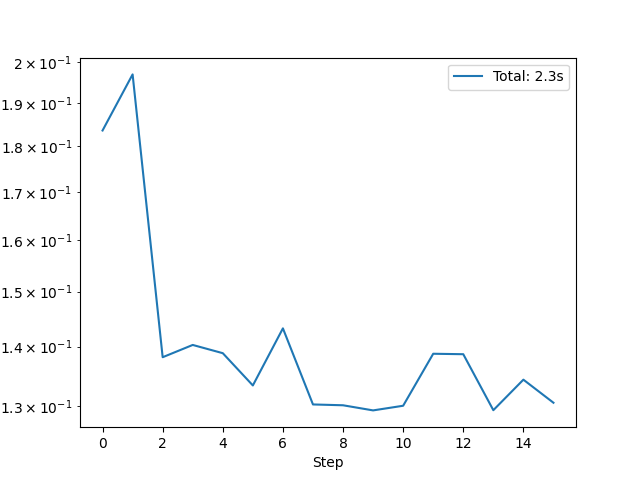 Total: 2.3s
2 × 10⁻¹
1.9 × 10⁻¹
1.8 × 10⁻¹
1.7 × 10⁻¹
1.6 × 10⁻¹
1.5 × 10⁻¹
1.4 × 10⁻¹
1.3 × 10⁻¹
0 2 4 6 8 10 12 14
Step